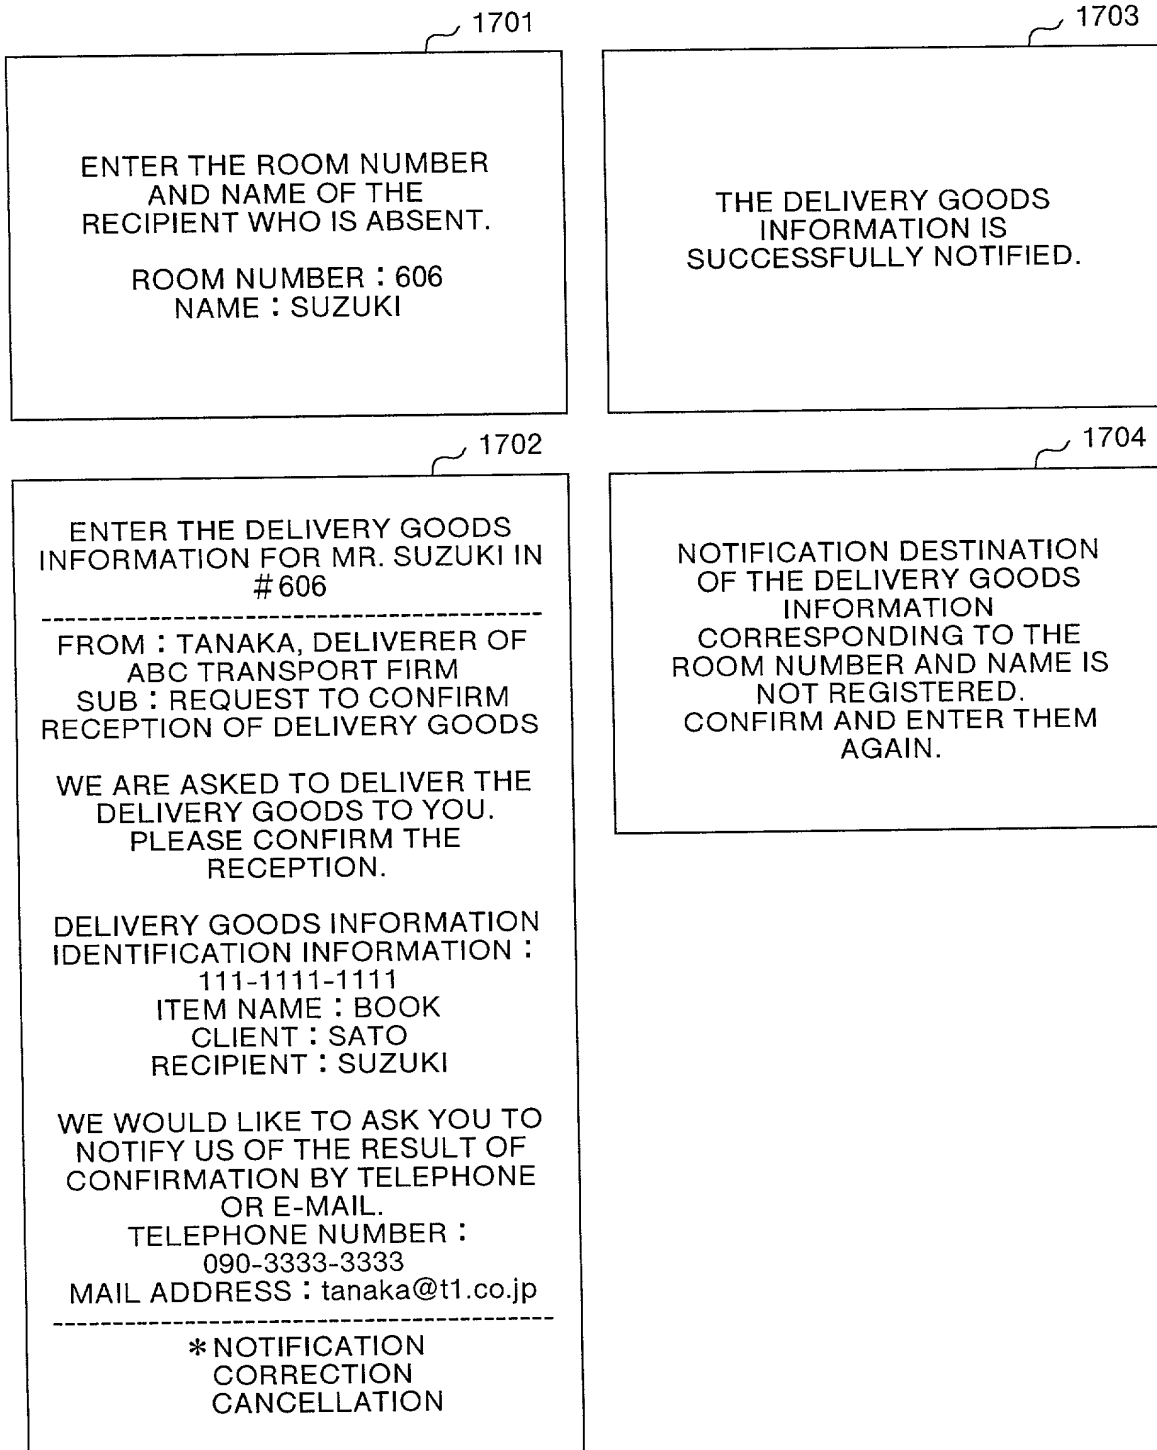 1701
ENTER THE ROOM NUMBER
AND NAME OF THE
RECIPIENT WHO IS ABSENT.
ROOM NUMBER : 606
NAME : SUZUKI
1703
THE DELIVERY GOODS
INFORMATION IS
SUCCESSFULLY NOTIFIED.
1702
ENTER THE DELIVERY GOODS
INFORMATION FOR MR. SUZUKI IN
#606
FROM : TANAKA, DELIVERER OF
ABC TRANSPORT FIRM
SUB : REQUEST TO CONFIRM
RECEPTION OF DELIVERY GOODS
WE ARE ASKED TO DELIVER THE
DELIVERY GOODS TO YOU.
PLEASE CONFIRM THE
RECEPTION.
DELIVERY GOODS INFORMATION
IDENTIFICATION INFORMATION :
111-1111-1111
ITEM NAME : BOOK
CLIENT : SATO
RECIPIENT : SUZUKI
WE WOULD LIKE TO ASK YOU TO
NOTIFY US OF THE RESULT OF
CONFIRMATION BY TELEPHONE
OR E-MAIL.
TELEPHONE NUMBER :
090-3333-3333
MAIL ADDRESS : tanaka@t1.co.jp
*NOTIFICATION
CORRECTION
CANCELLATION
1704
NOTIFICATION DESTINATION
OF THE DELIVERY GOODS
INFORMATION
CORRESPONDING TO THE
ROOM NUMBER AND NAME IS
NOT REGISTERED.
CONFIRM AND ENTER THEM
AGAIN.